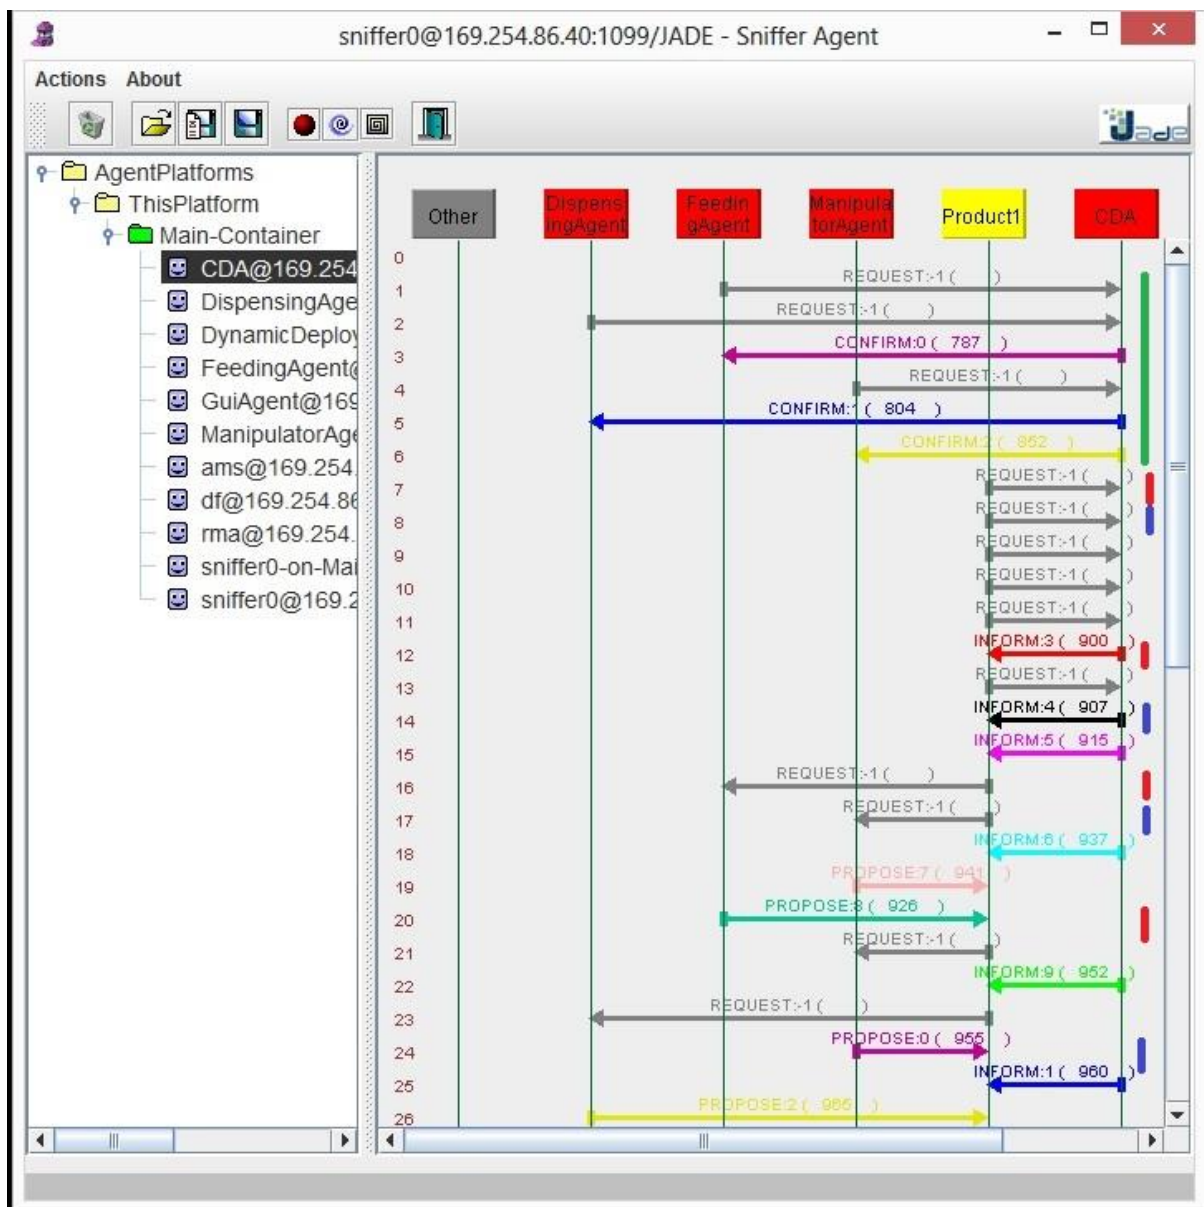 sniffer0@169.254.86.40:1099/JADE - Sniffer Agent
Actions About
Jade
AgentPlatforms
ThisPlatform
Main-Container
CDA@169.254
DispensingAge
DynamicDeploy
FeedingAgent@
GuiAgent@169
ManipulatorAge
ams@169.254.
df@169.254.86
rma@169.254.
sniffer0-on-Mai
sniffer0@169.2
Other
Dispens
ingAgent
Feedin
gAgent
Manipula
torAgent
Product1
CDA
0
REQUEST:-1 ( )
1
REQUEST:-1 ( )
2
CONFIRM:0 ( 787 )
3
REQUEST:-1 ( )
4
CONFIRM:1 ( 804 )
5
CONFIRM:2 ( 852 )
6
REQUEST:-1 ( )
7
REQUEST:-1 ( )
8
REQUEST:-1 ( )
9
REQUEST:-1 ( )
10
REQUEST:-1 ( )
11
INFORM:3 ( 900 )
12
REQUEST:-1 ( )
13
INFORM:4 ( 907 )
14
INFORM:5 ( 915 )
15
REQUEST:-1 ( )
16
REQUEST:-1 ( )
17
INFORM:6 ( 937 )
18
PROPOSE:7 ( 941 )
19
PROPOSE:8 ( 926 )
20
REQUEST:-1 ( )
21
INFORM:9 ( 952 )
22
REQUEST:-1 ( )
23
PROPOSE:0 ( 955 )
24
INFORM:1 ( 960 )
25
PROPOSE:2 ( 966 )
26